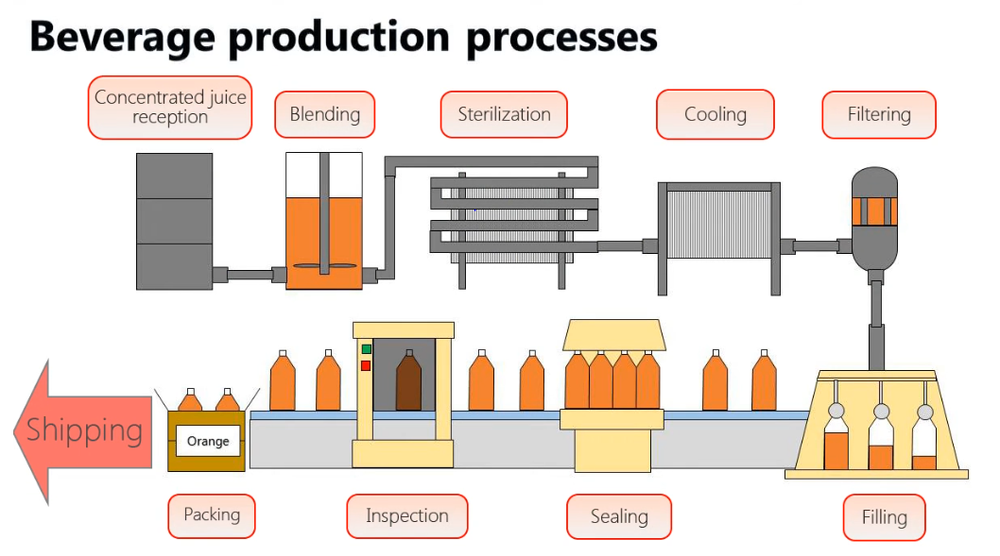 Beverage production processes
Concentrated juice
reception
Blending
Sterilization
Cooling
Filtering
Shipping
Orange
Packing
Inspection
Sealing
Filling